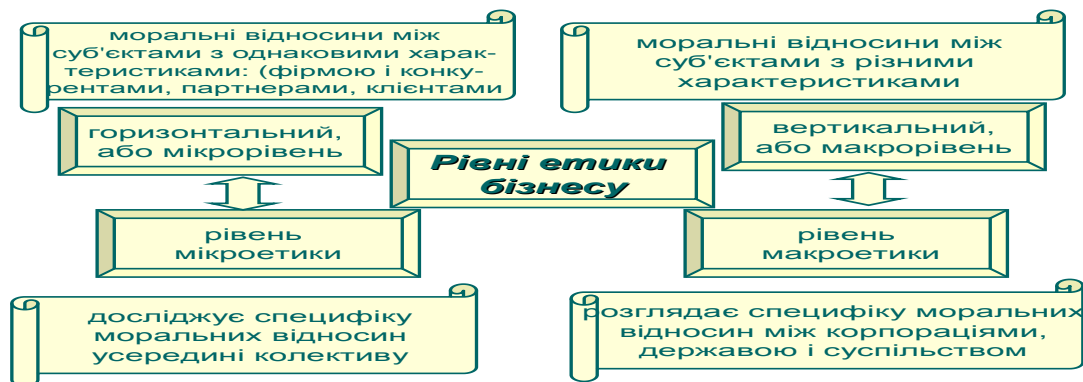 моральні відносини між
суб'єктами з однаковими харак-
теристиками: (фірмою і конку-
рентами, партнерами, клієнтами
моральні відносини між
суб'єктами з різними
характеристиками
горизонтальний,
або мікрорівень
вертикальний,
або макрорівень
Рівні етики
бізнесу
рівень
мікроетики
рівень
макроетики
досліджує специфіку
моральних відносин
усередині колективу
розглядає специфіку моральних
відносин між корпораціями,
державою і суспільством